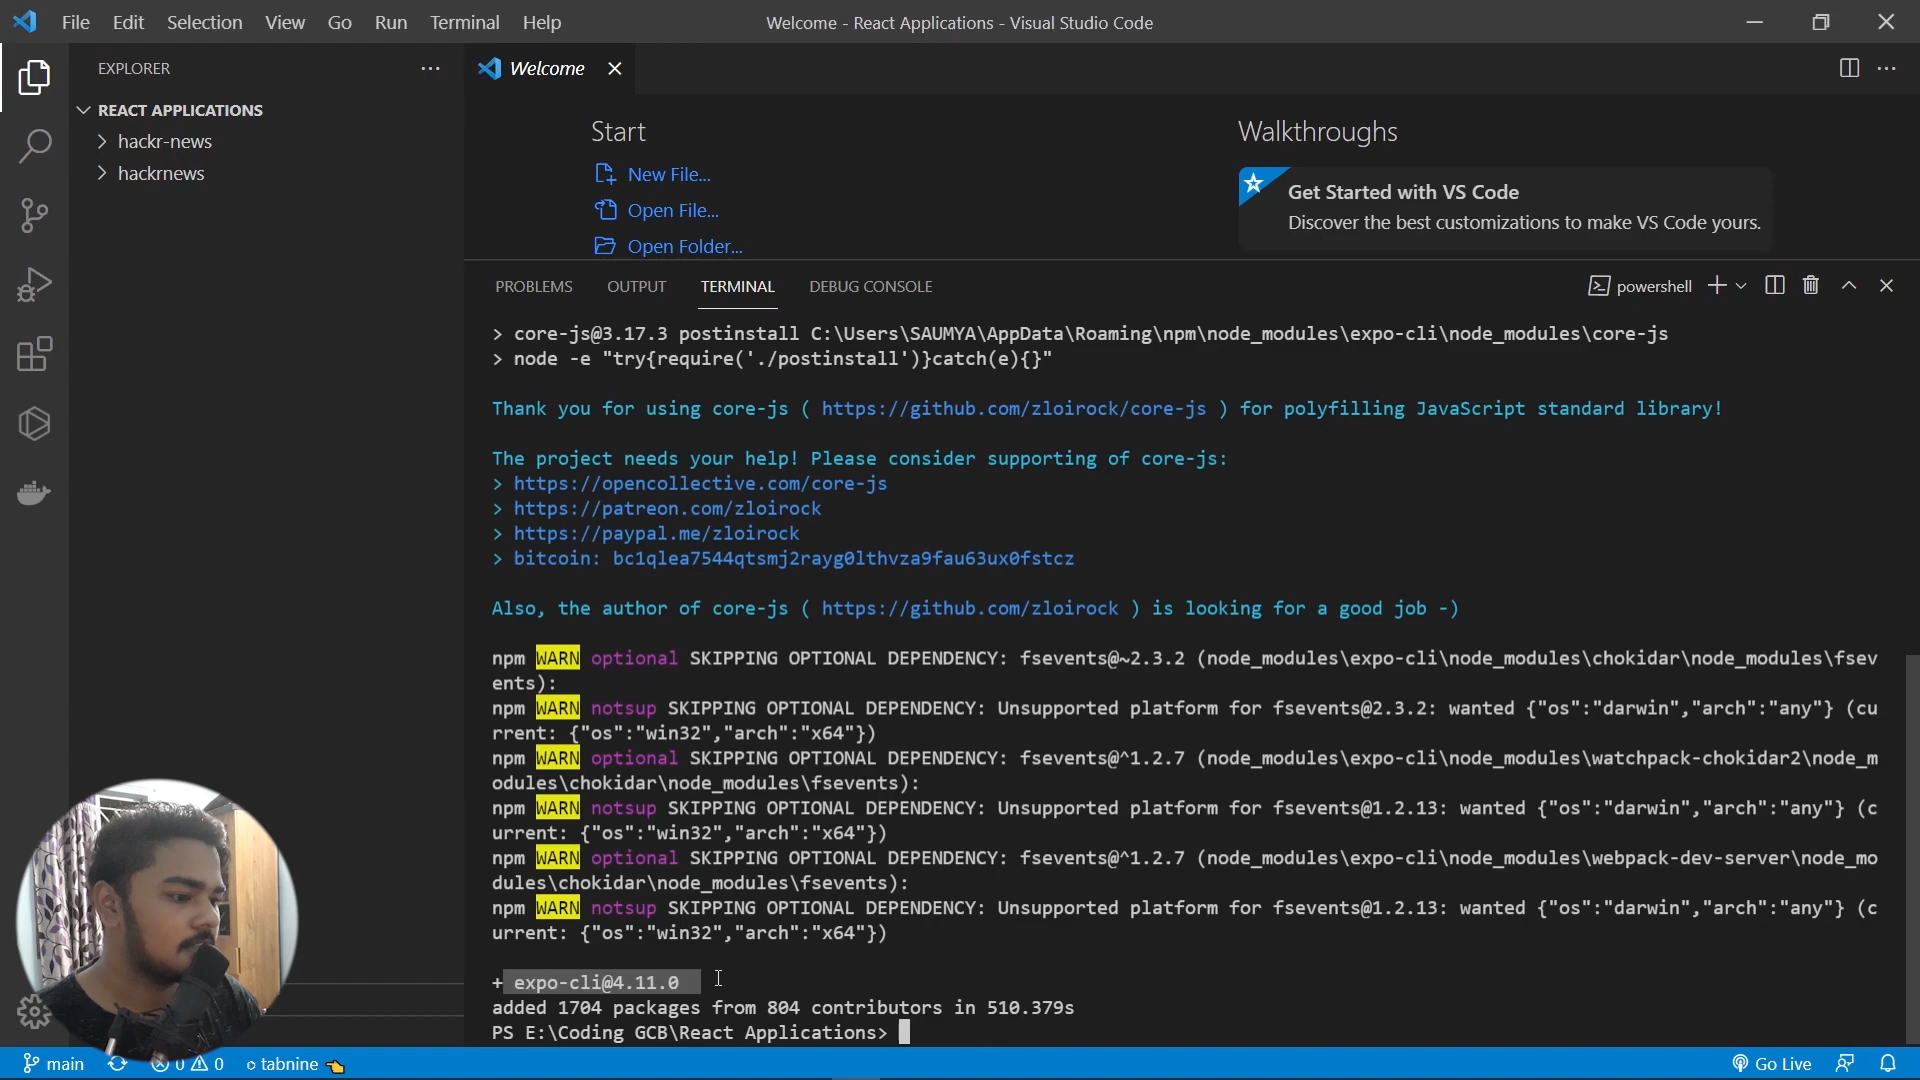 File Edit Selection View Go Run Terminal Help
Welcome - React Applications - Visual Studio Code
EXPLORER
REACT APPLICATIONS
hackr-news
hackrnews
Welcome
Start
New File...
Open File...
Open Folder...
Walkthroughs
Get Started with VS Code
Discover the best customizations to make VS Code yours.
PROBLEMS OUTPUT TERMINAL DEBUG CONSOLE
powershell
> core-js@3.17.3 postinstall C:\Users\SAUMYA\AppData\Roaming\npm\node_modules\expo-cli\node_modules\core-js
> node -e "try{require('./postinstall')}catch(e){}"
Thank you for using core-js ( https://github.com/zloirock/core-js ) for polyfilling JavaScript standard library!
The project needs your help! Please consider supporting of core-js:
> https://opencollective.com/core-js
> https://patreon.com/zloirock
> https://paypal.me/zloirock
> bitcoin: bc1qlea7544qtsmj2rayg0lthvza9fau63ux0fstcz
Also, the author of core-js ( https://github.com/zloirock ) is looking for a good job -)
npm WARN optional SKIPPING OPTIONAL DEPENDENCY: fsevents@~2.3.2 (node_modules\expo-cli\node_modules\chokidar\node_modules\fsev
ents):
npm WARN notsup SKIPPING OPTIONAL DEPENDENCY: Unsupported platform for fsevents@2.3.2: wanted {"os":"darwin","arch":"any"} (cu
rrent: {"os":"win32","arch":"x64"})
npm WARN optional SKIPPING OPTIONAL DEPENDENCY: fsevents@^1.2.7 (node_modules\expo-cli\node_modules\watchpack-chokidar2\node_m
odules\chokidar\node_modules\fsevents):
npm WARN notsup SKIPPING OPTIONAL DEPENDENCY: Unsupported platform for fsevents@1.2.13: wanted {"os":"darwin","arch":"any"} (c
urrent: {"os":"win32","arch":"x64"})
npm WARN optional SKIPPING OPTIONAL DEPENDENCY: fsevents@^1.2.7 (node_modules\expo-cli\node_modules\webpack-dev-server\node_mo
dules\chokidar\node_modules\fsevents):
npm WARN notsup SKIPPING OPTIONAL DEPENDENCY: Unsupported platform for fsevents@1.2.13: wanted {"os":"darwin","arch":"any"} (c
urrent: {"os":"win32","arch":"x64"})
+ expo-cli@4.11.0
added 1704 packages from 804 contributors in 510.379s
PS E:\Coding GCB\React Applications>
main 0 0 tabnine Go Live